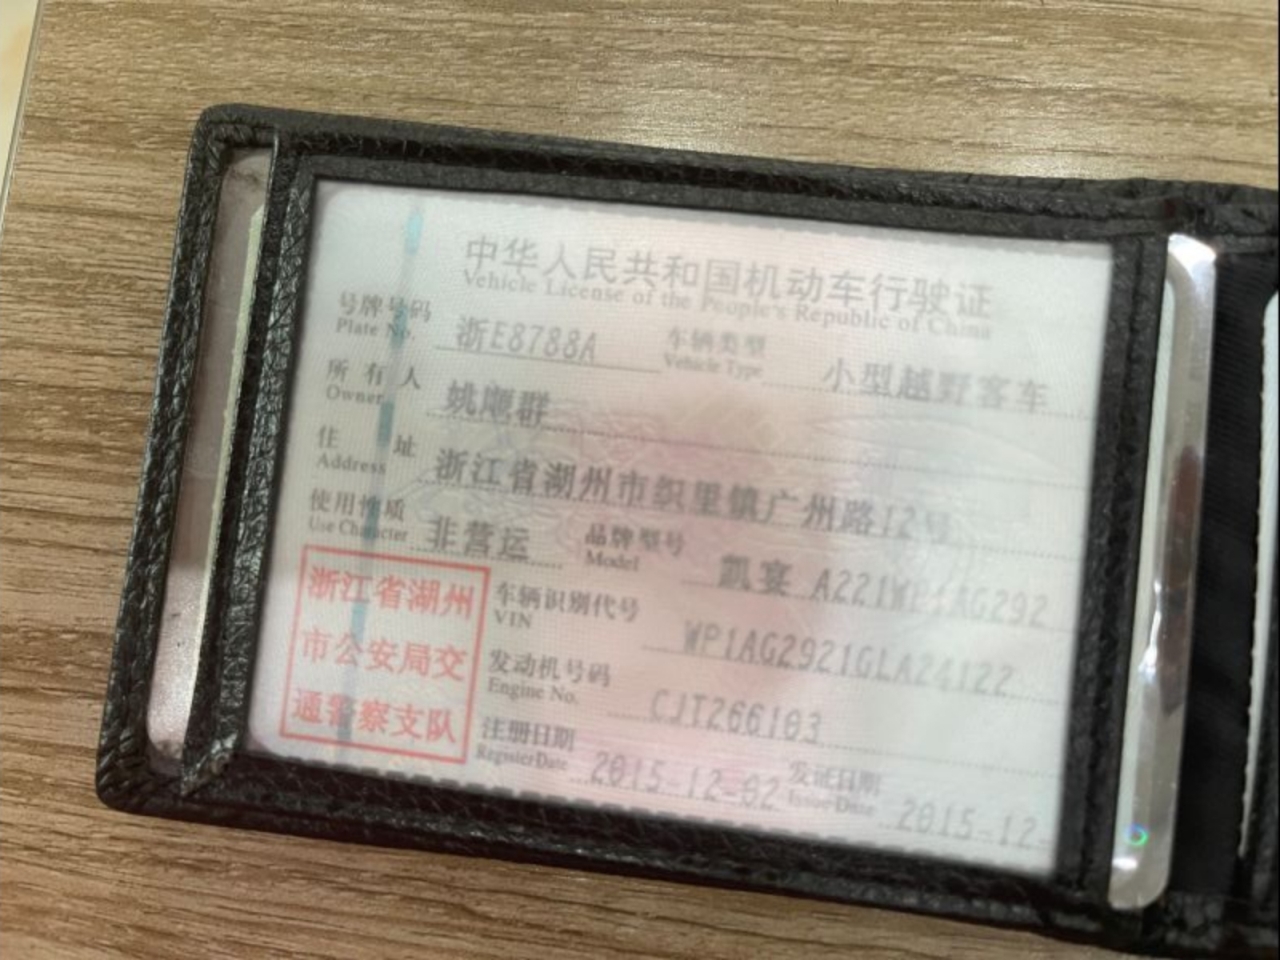 中华人民共和国机动车行驶证
Vehicle License of the People's Republic of China
号牌号码 浙E8788A 车辆类型 小型越野客车
Plate No. Vehicle Type
所有人 姚 群
Owner
住址 浙江省湖州市织里镇广州路12号
Address
使用性质 非营运 品牌型号 凯宴 A221WP1AG292
Use Character Model
浙江省湖州
市公安局交
通警察支队
车辆识别代号 WP1AG2921GLA24122
VIN
发动机号码 CJT266103
Engine No.
注册日期 2015-12-02 发证日期 2015-12-
Register Date Issue Date